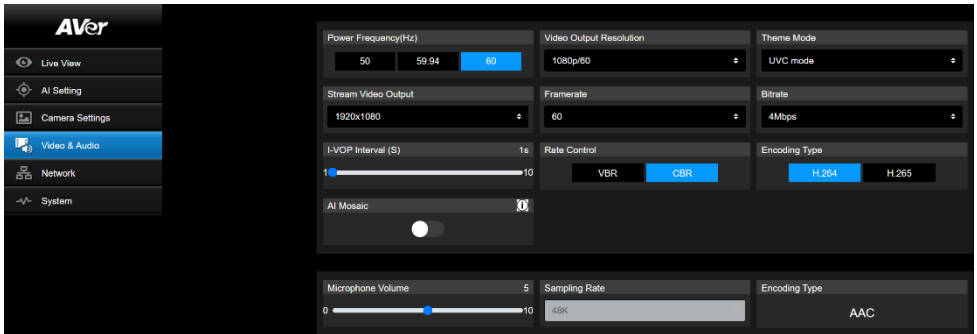 AVer
Live View
AI Setting
Camera Settings
Video & Audio
Network
System
Power Frequency(Hz)
50 59.94 60
Video Output Resolution
1080p/60
Theme Mode
UVC mode
Stream Video Output
1920x1080
Framerate
60
Bitrate
4Mbps
I-VOP Interval (S) 1s
1 10
Rate Control
VBR CBR
Encoding Type
H.264 H.265
AI Mosaic
Microphone Volume 5
0 10
Sampling Rate
48K
Encoding Type
AAC